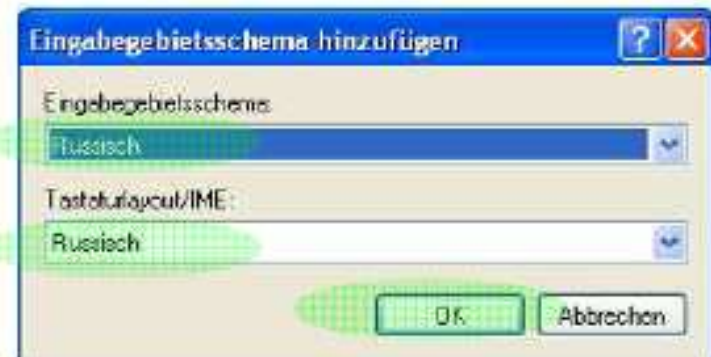 Eingabegebietsschema hinzufügen
Eingabegebietsschema:
Russisch
Tastaturlayout/IME:
Russisch
OK
Abbrechen